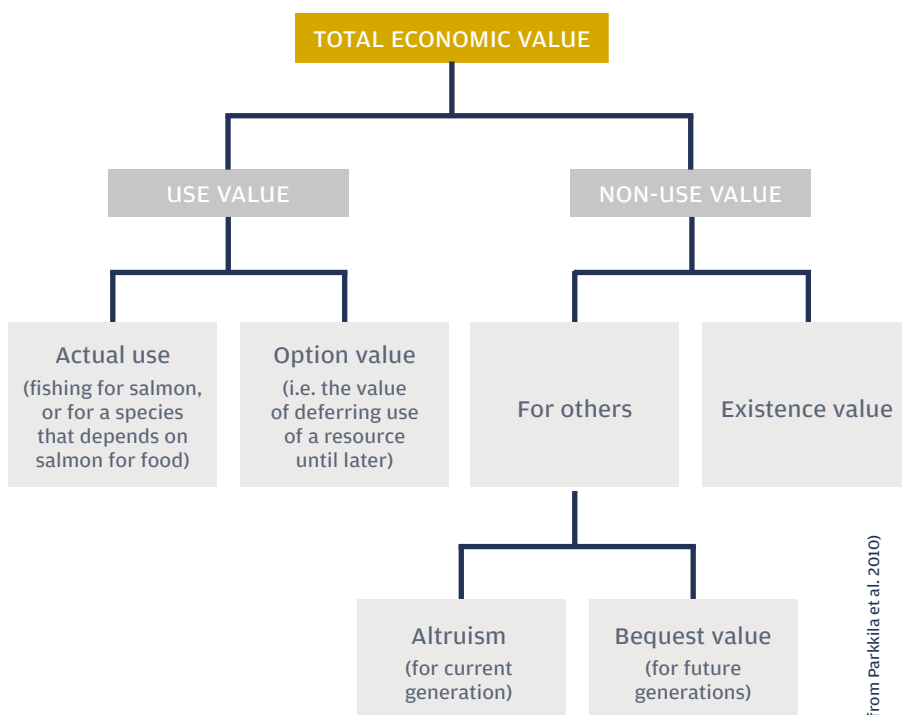 TOTAL ECONOMIC VALUE
USE VALUE
NON-USE VALUE
Actual use
(fishing for salmon,
or for a species
that depends on
salmon for food)
Option value
(i.e. the value
of deferring use
of a resource
until later)
For others
Existence value
Altruism
(for current
generation)
Bequest value
(for future
generations)
from Parkkila et al. 2010)